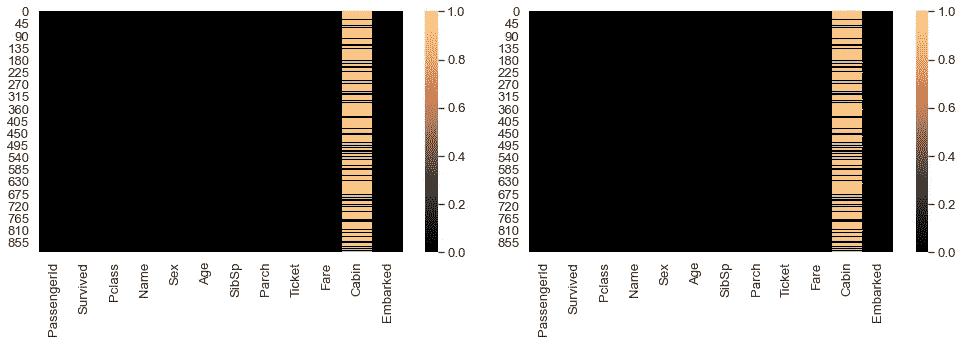 0
45
90
135
180
225
270
315
360
405
450
495
540
585
630
675
720
765
810
855
PassengerId
Survived
Pclass
Name
Sex
Age
SibSp
Parch
Ticket
Fare
Cabin
Embarked
1.0
0.8
0.6
0.4
0.2
0.0
0
45
90
135
180
225
270
315
360
405
450
495
540
585
630
675
720
765
810
855
PassengerId
Survived
Pclass
Name
Sex
Age
SibSp
Parch
Ticket
Fare
Cabin
Embarked
1.0
0.8
0.6
0.4
0.2
0.0